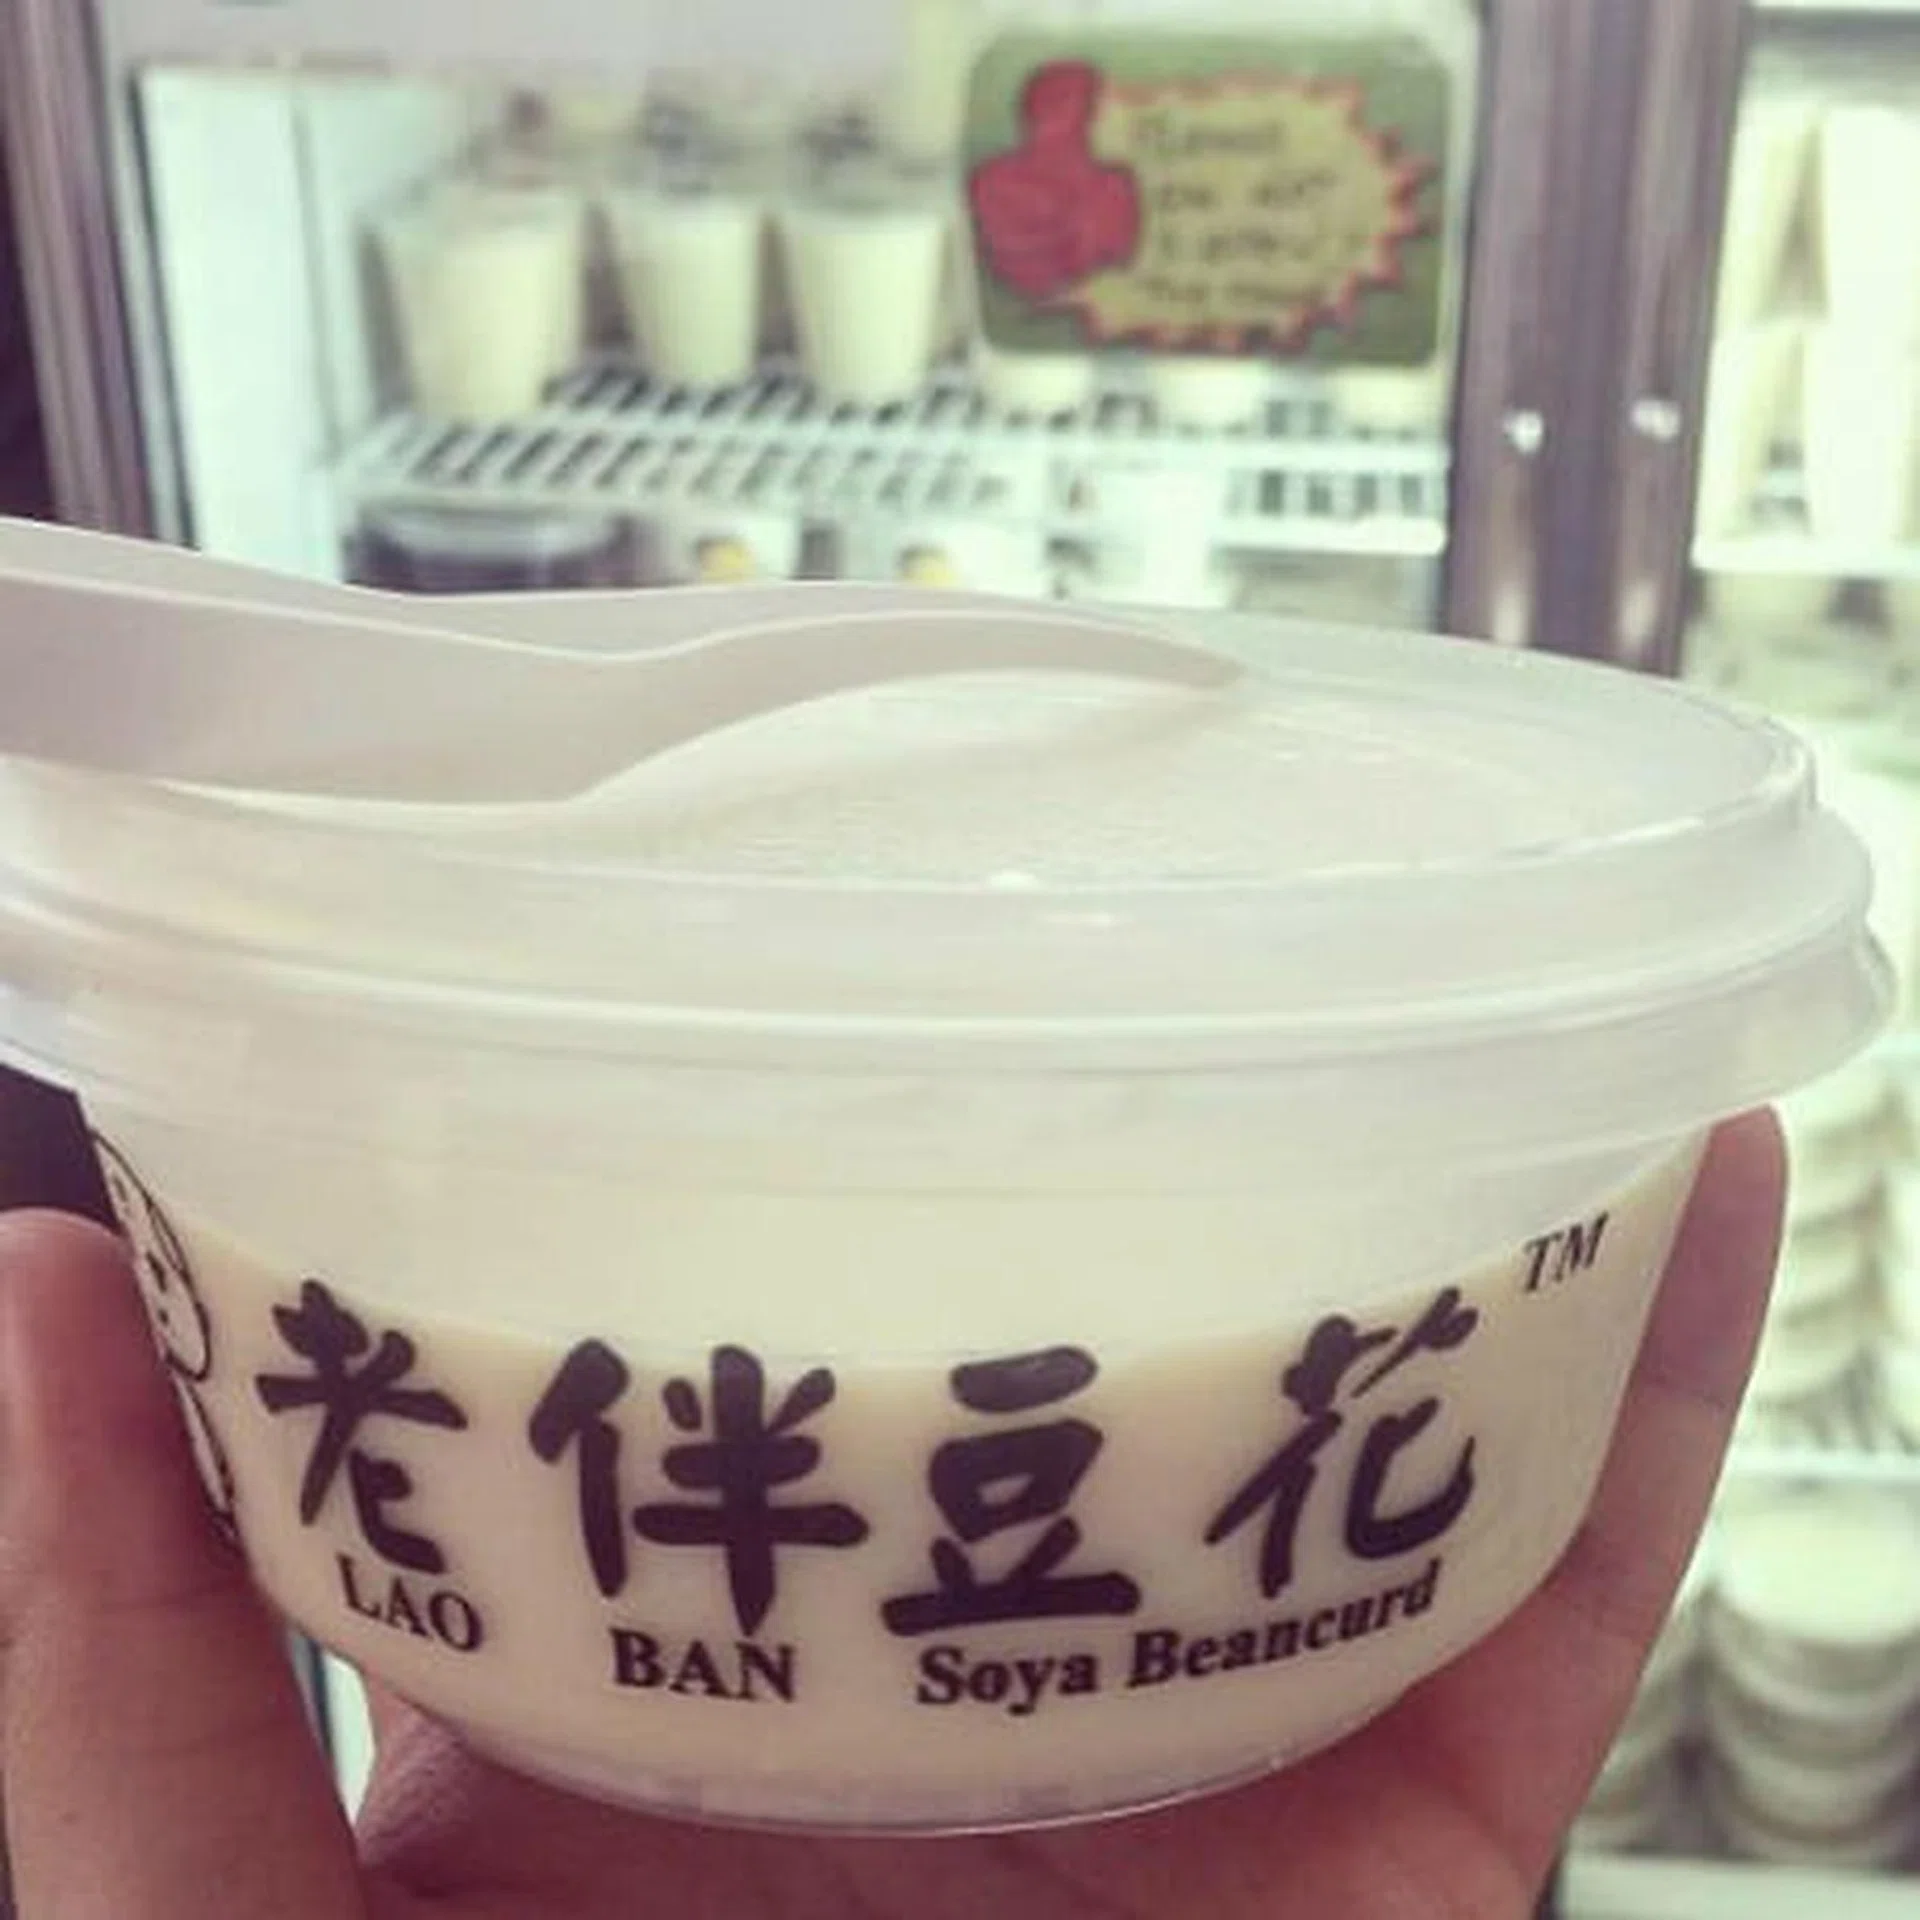 老伴豆花 TM
LAO BAN Soya Beancurd